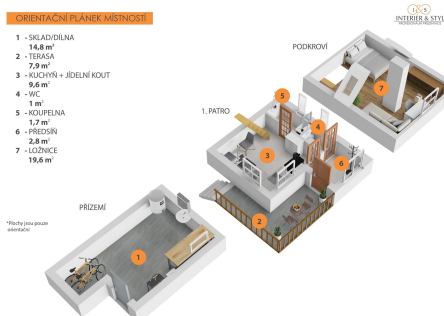 ORIENTAČNÍ PLÁNEK MÍSTNOSTÍ
1 - SKLAD/DÍLNA
14,8 m²
2 - TERASA
7,9 m²
3 - KUCHYŇ + JÍDELNÍ KOUT
9,6 m²
4 - WC
1 m²
5 - KOUPELNA
1,7 m²
6 - PŘEDSÍŇ
2,8 m²
7 - LOŽNICE
19,6 m²
*Plochy jsou pouze
orientační
PŘÍZEMÍ
1
1. PATRO
5
4
3
6
2
PODKROVÍ
7
I S
INTERIER & STYL